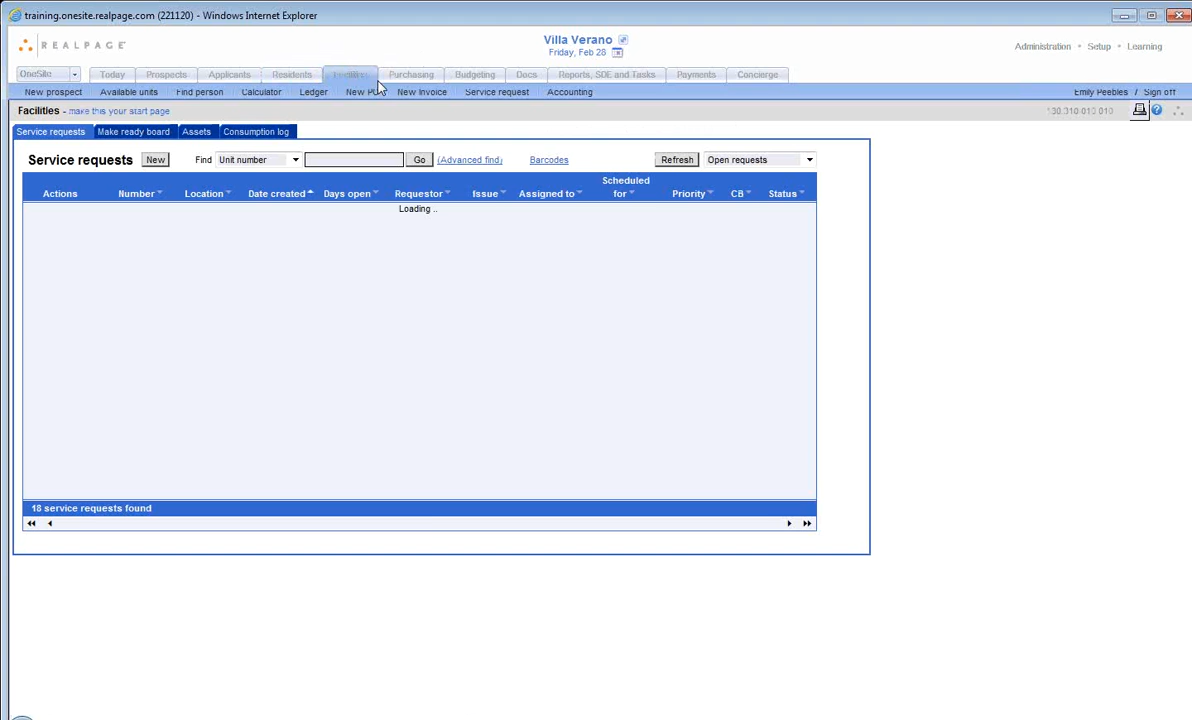 training.onesite.realpage.com (221120) - Windows Internet Explorer
REALPAGE
Villa Verano
Friday, Feb 28
Administration • Setup • Learning
OneSite Today Prospects Applicants Residents Facilities Purchasing Budgeting Docs Reports, SDE and Tasks Payments Concierge
New prospect Available units Find person Calculator Ledger New PO New Invoice Service request Accounting Emily Peebles / Sign off
Facilities - make this your start page
Service requests Make ready board Assets Consumption log
Service requests New Find Unit number Go (Advanced find) Barcodes Refresh Open requests
Actions Number Location Date created Days open Requestor Issue Assigned to Scheduled for Priority CB Status
Loading ..
18 service requests found